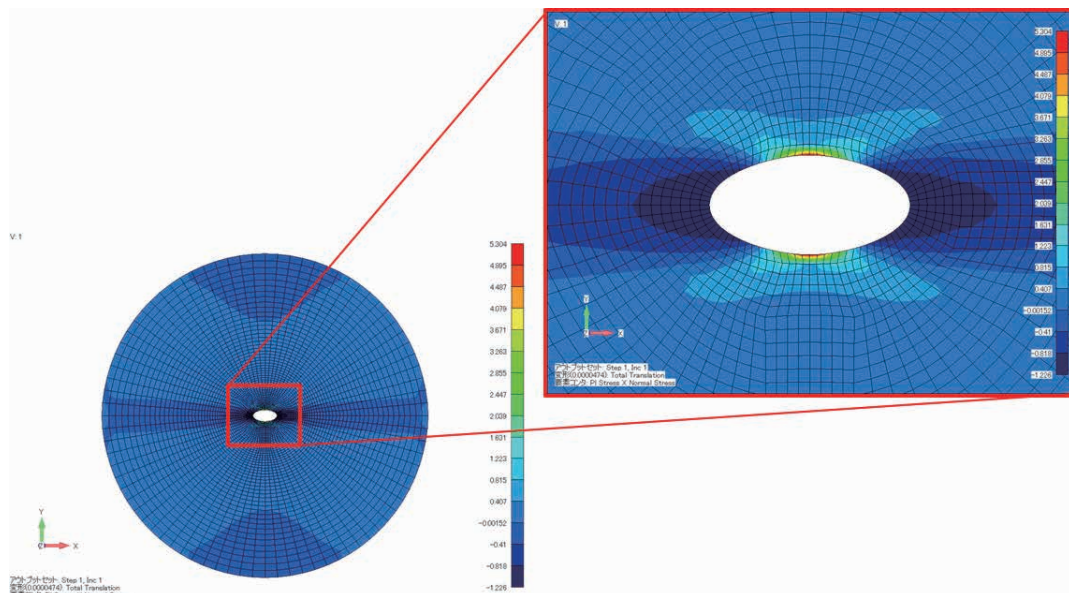 V: 1
5.304
4.895
4.487
4.079
3.671
3.263
2.855
2.447
2.039
1.631
1.223
0.815
0.407
-0.00152
-0.41
-0.818
-1.226
Y
Z
X
アウトプットセット: Step 1, Inc 1
変形(0.0000474): Total Translation
要素コンタ: Pl Stress X Normal Stress
V: 1
5.304
4.895
4.487
4.079
3.671
3.263
2.855
2.447
2.039
1.631
1.223
0.815
0.407
-0.00152
-0.41
-0.818
-1.226
Y
X
アウトプットセット: Step 1, Inc 1
変形(0.0000474): Total Translation